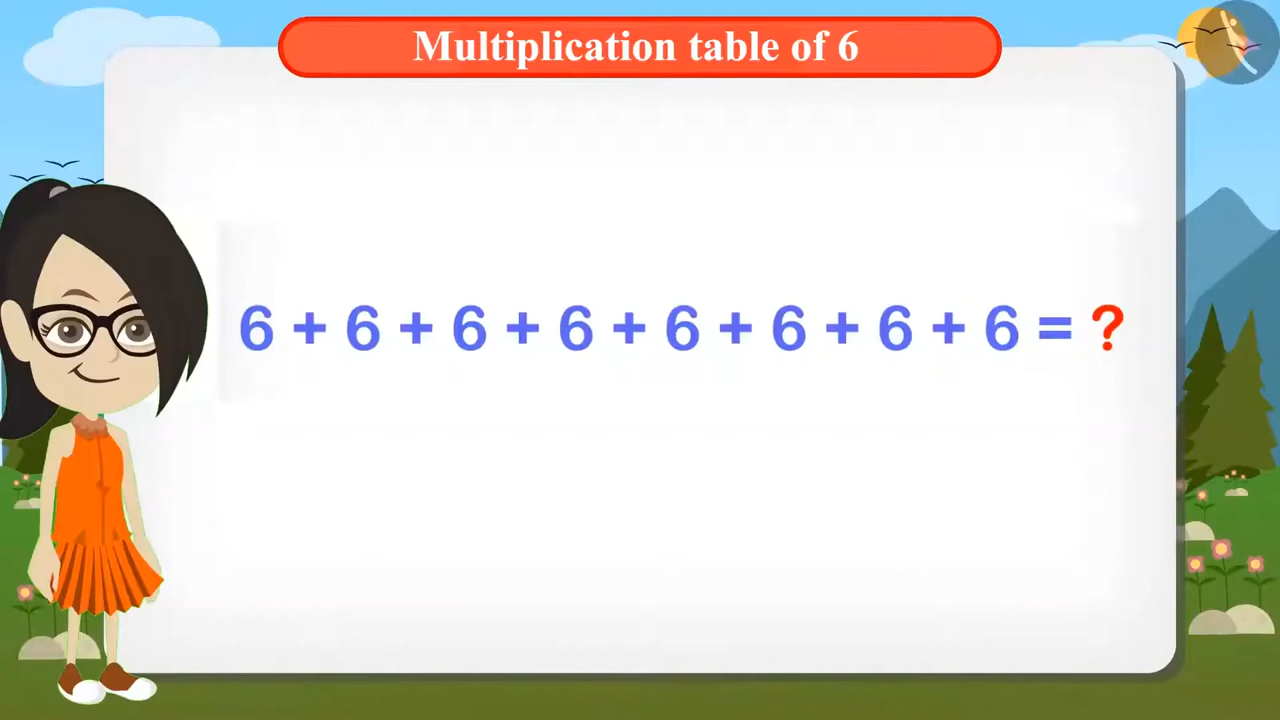 Multiplication table of 6
6 + 6 + 6 + 6 + 6 + 6 + 6 + 6 = ?